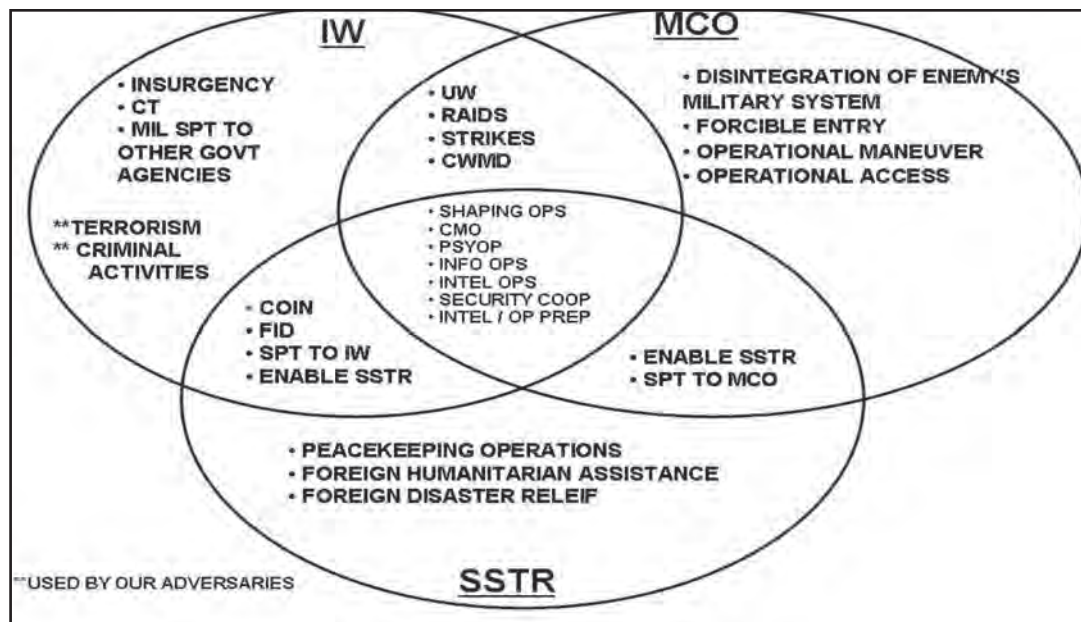 IW
MCO
• INSURGENCY
• CT
• MIL SPT TO
OTHER GOVT
AGENCIES
** TERRORISM
** CRIMINAL
ACTIVITIES
• UW
• RAIDS
• STRIKES
• CWMD
• DISINTEGRATION OF ENEMY'S
MILITARY SYSTEM
• FORCIBLE ENTRY
• OPERATIONAL MANEUVER
• OPERATIONAL ACCESS
• SHAPING OPS
• CMO
• PSYOP
• INFO OPS
• INTEL OPS
• SECURITY COOP
• INTEL / OP PREP
• COIN
• FID
• SPT TO IW
• ENABLE SSTR
• ENABLE SSTR
• SPT TO MCO
• PEACEKEEPING OPERATIONS
• FOREIGN HUMANITARIAN ASSISTANCE
• FOREIGN DISASTER RELEIF
SSTR
**USED BY OUR ADVERSARIES